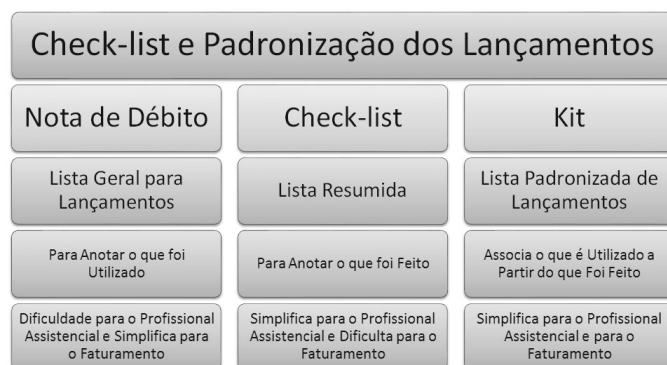 Check-list e Padronização dos Lançamentos
Nota de Débito
Check-list
Kit
Lista Geral para
Lançamentos
Lista Resumida
Lista Padronizada de
Lançamentos
Para Anotar o que foi
Utilizado
Para Anotar o que foi Feito
Associa o que é Utilizado a
Partir do que Foi Feito
Dificuldade para o Profissional
Assistencial e Simplifica para
o Faturamento
Simplifica para o Profissional
Assistencial e Dificulta para o
Faturamento
Simplifica para o Profissional
Assistencial e para o
Faturamento